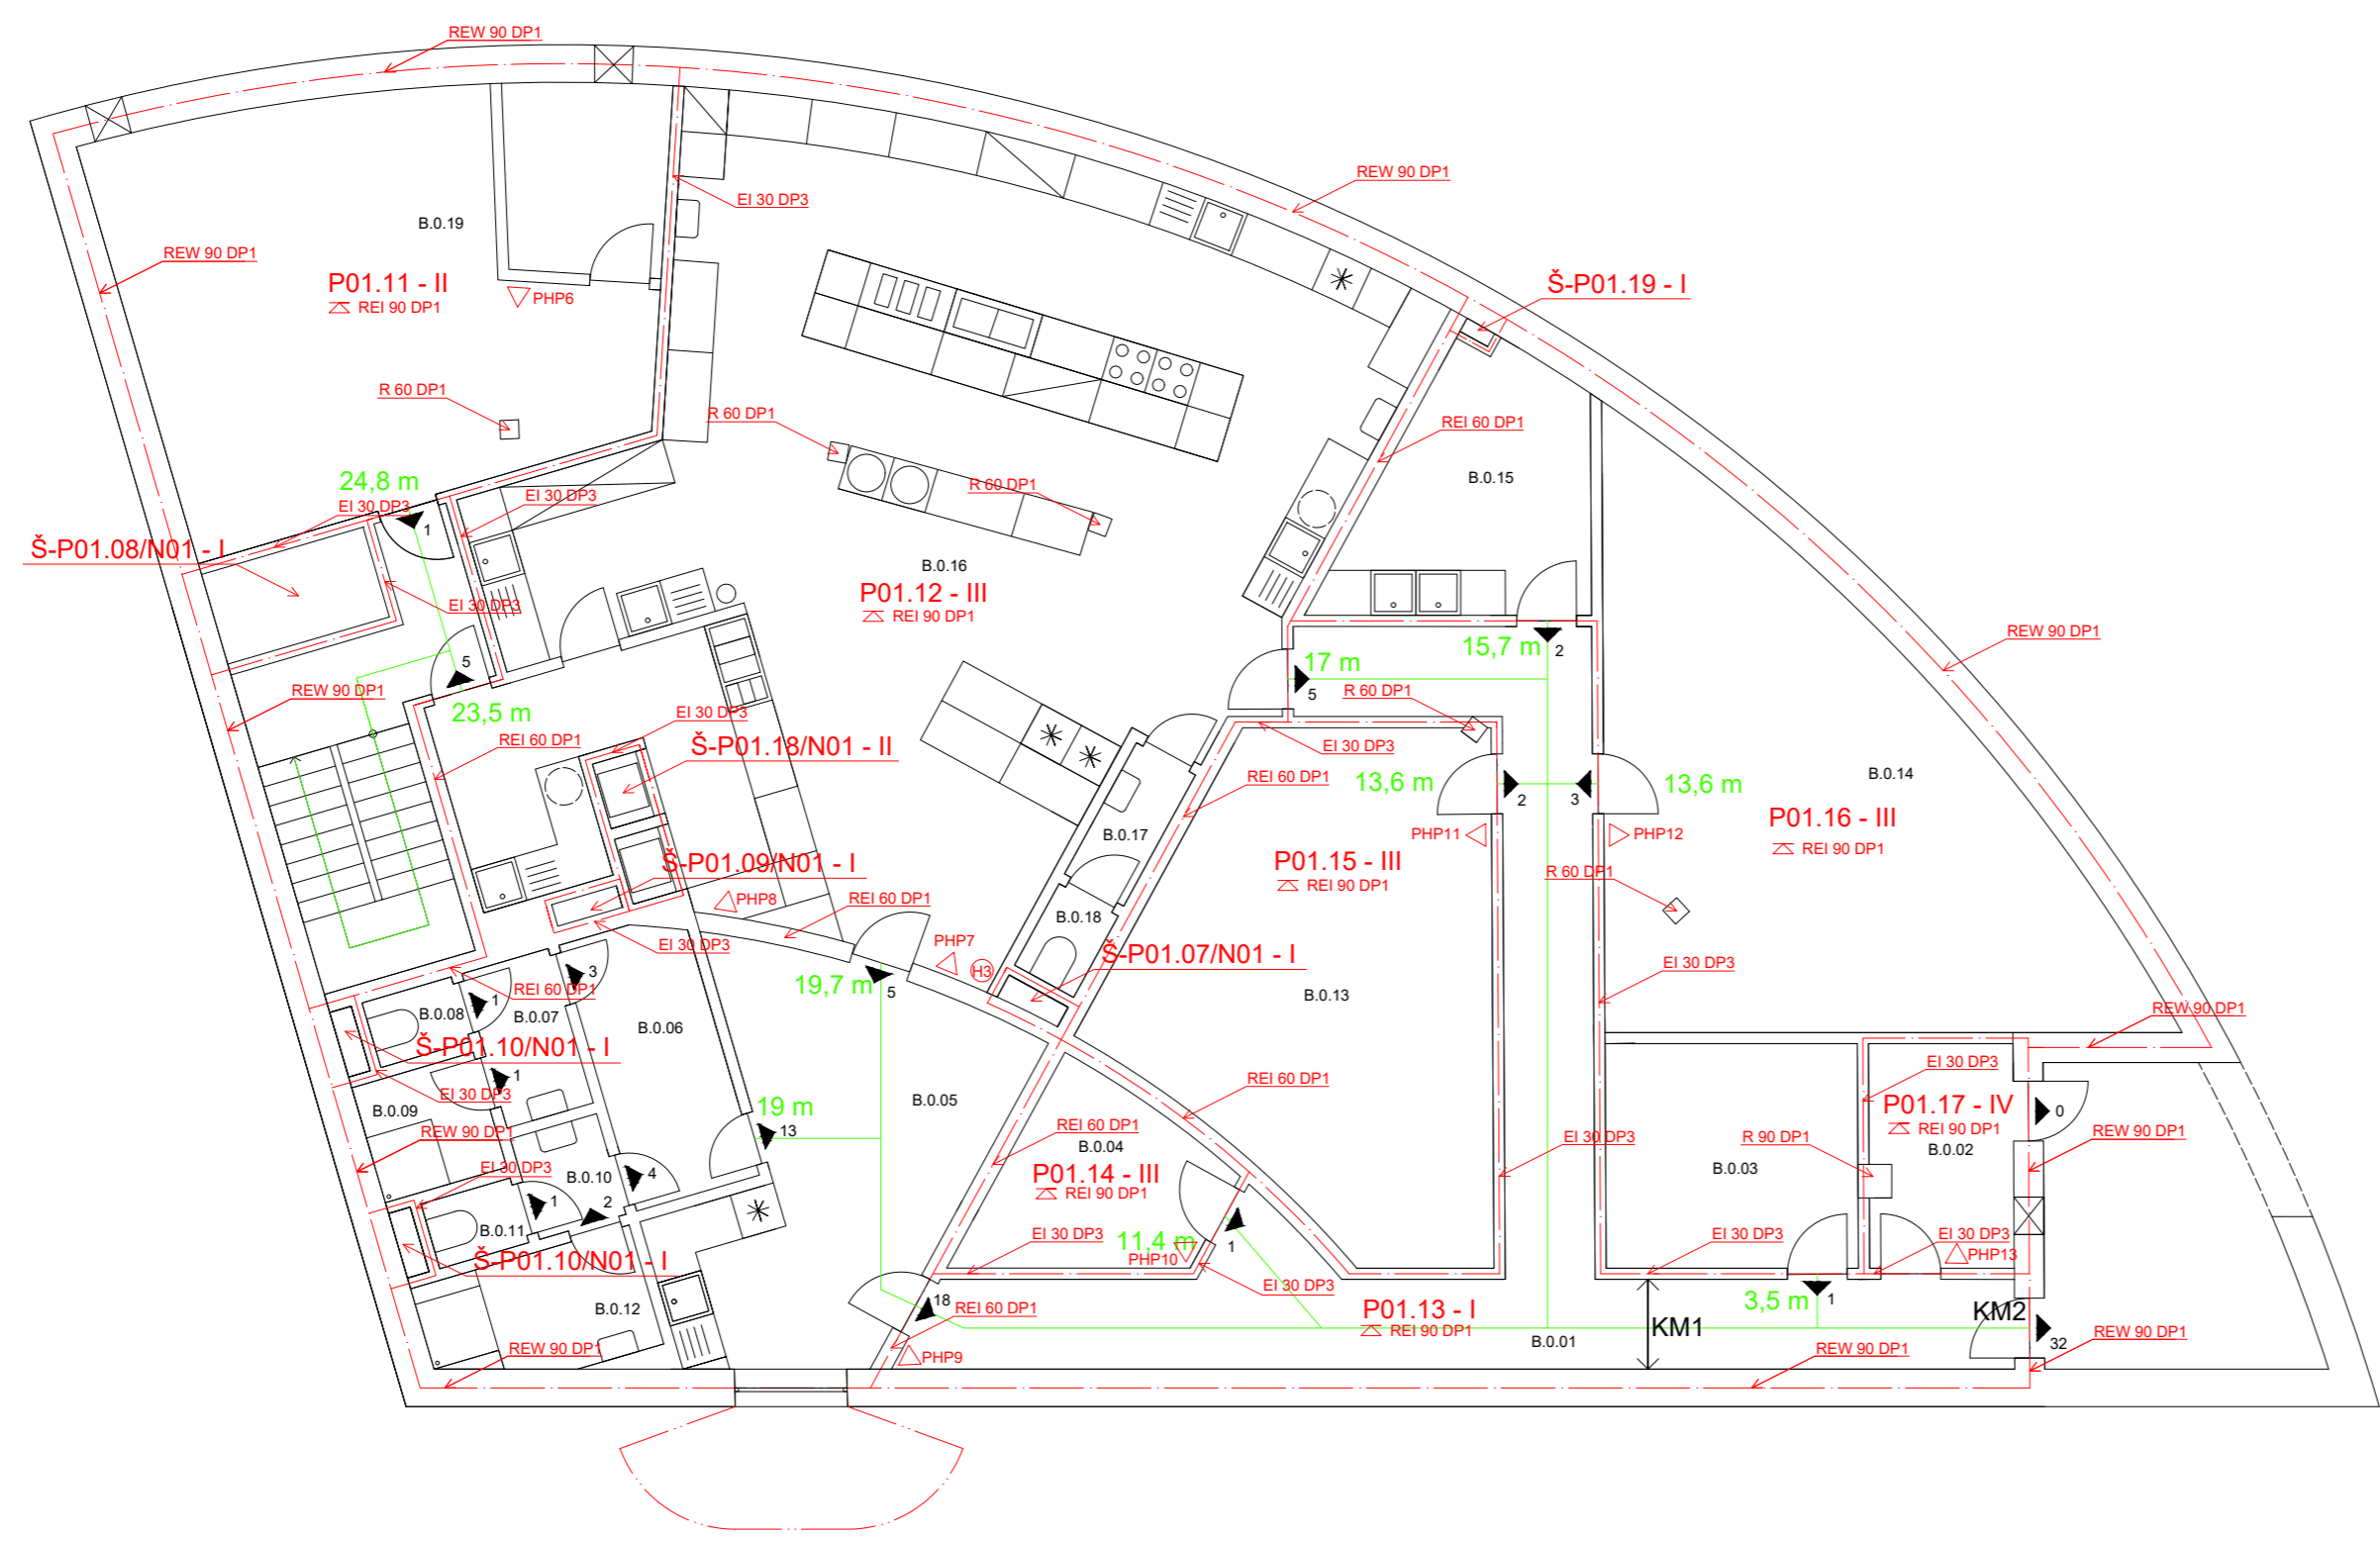 REW 90 DP1
REW 90 DP1
EI 30 DP3
B.0.19
REW 90 DP1
P01.11 - II
REI 90 DP1
PHP6
Š-P01.19 - I
R 60 DP1
R 60 DP1
REI 60 DP1
24,8 m
EI 30 DP3
EI 30 DP3
R 60 DP1
B.0.15
1
Š-P01.08/N01 - I
B.0.16
P01.12 - III
REI 90 DP1
EI 30 DP3
REW 90 DP1
15,7 m
2
17 m
5
5
REW 90 DP1
R 60 DP1
23,5 m
EI 30 DP3
REI 60 DP1
Š-P01.18/N01 - II
EI 30 DP3
REI 60 DP1
13,6 m
2
3
13,6 m
B.0.14
P01.16 - III
REI 90 DP1
B.0.17
PHP11
PHP12
Š-P01.09/N01 - I
P01.15 - III
REI 90 DP1
R 60 DP1
PHP8
REI 60 DP1
B.0.18
EI 30 DP3
PHP7
H3
Š-P01.07/N01 - I
EI 30 DP3
3
19,7 m
5
REI 60 DP1
1
B.0.13
B.0.08
B.0.07
B.0.06
REW 90 DP1
Š-P01.10/N01 - I
1
EI 30 DP3
B.0.09
EI 30 DP3
REI 60 DP1
19 m
13
B.0.05
P01.17 - IV
REI 90 DP1
0
REW 90 DP1
REI 60 DP1
B.0.04
EI 30 DP3
R 90 DP1
B.0.02
REW 90 DP1
EI 30 DP3
B.0.10
4
P01.14 - III
REI 90 DP1
B.0.03
1
2
B.0.11
Š-P01.10/N01 - I
EI 30 DP3
11,4 m
1
PHP10
EI 30 DP3
EI 30 DP3
PHP13
EI 30 DP3
B.0.12
18
REI 60 DP1
P01.13 - I
REI 90 DP1
3,5 m
1
KM1
KM2
32
B.0.01
REW 90 DP1
REW 90 DP1
PHP9
REW 90 DP1